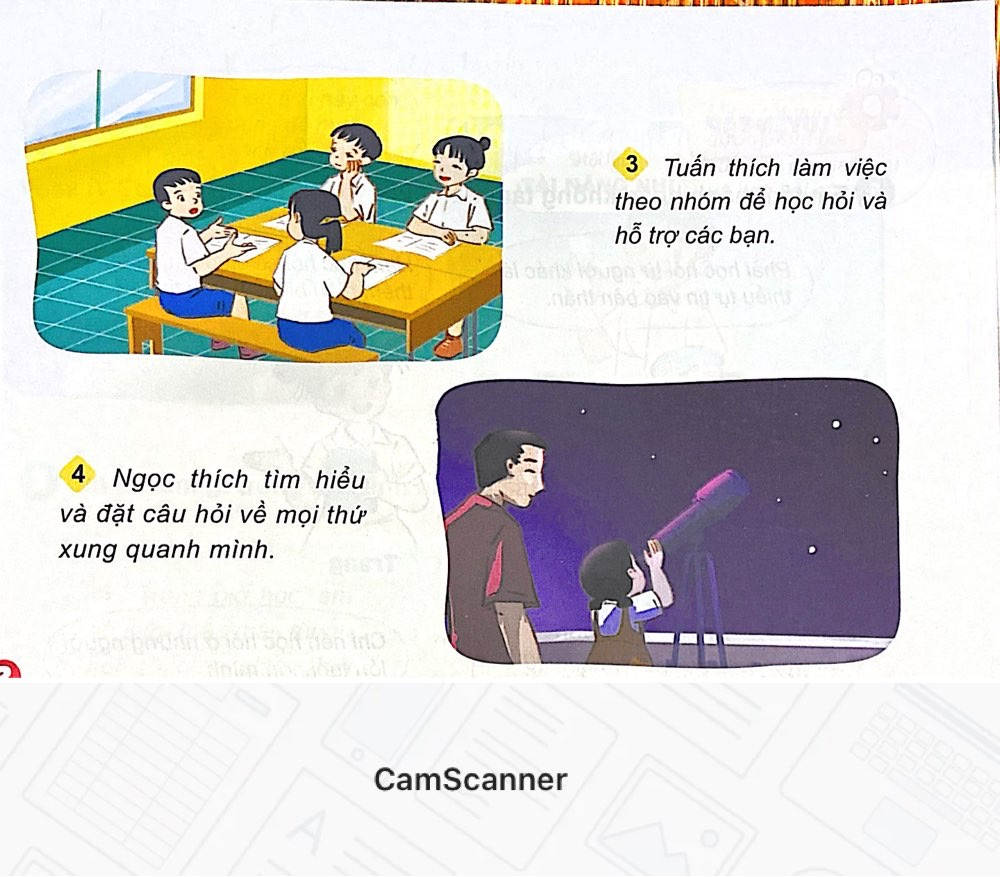 3 Tuấn thích làm việc
theo nhóm để học hỏi và
hỗ trợ các bạn.
4 Ngọc thích tìm hiểu
và đặt câu hỏi về mọi thứ
xung quanh mình.
CamScanner